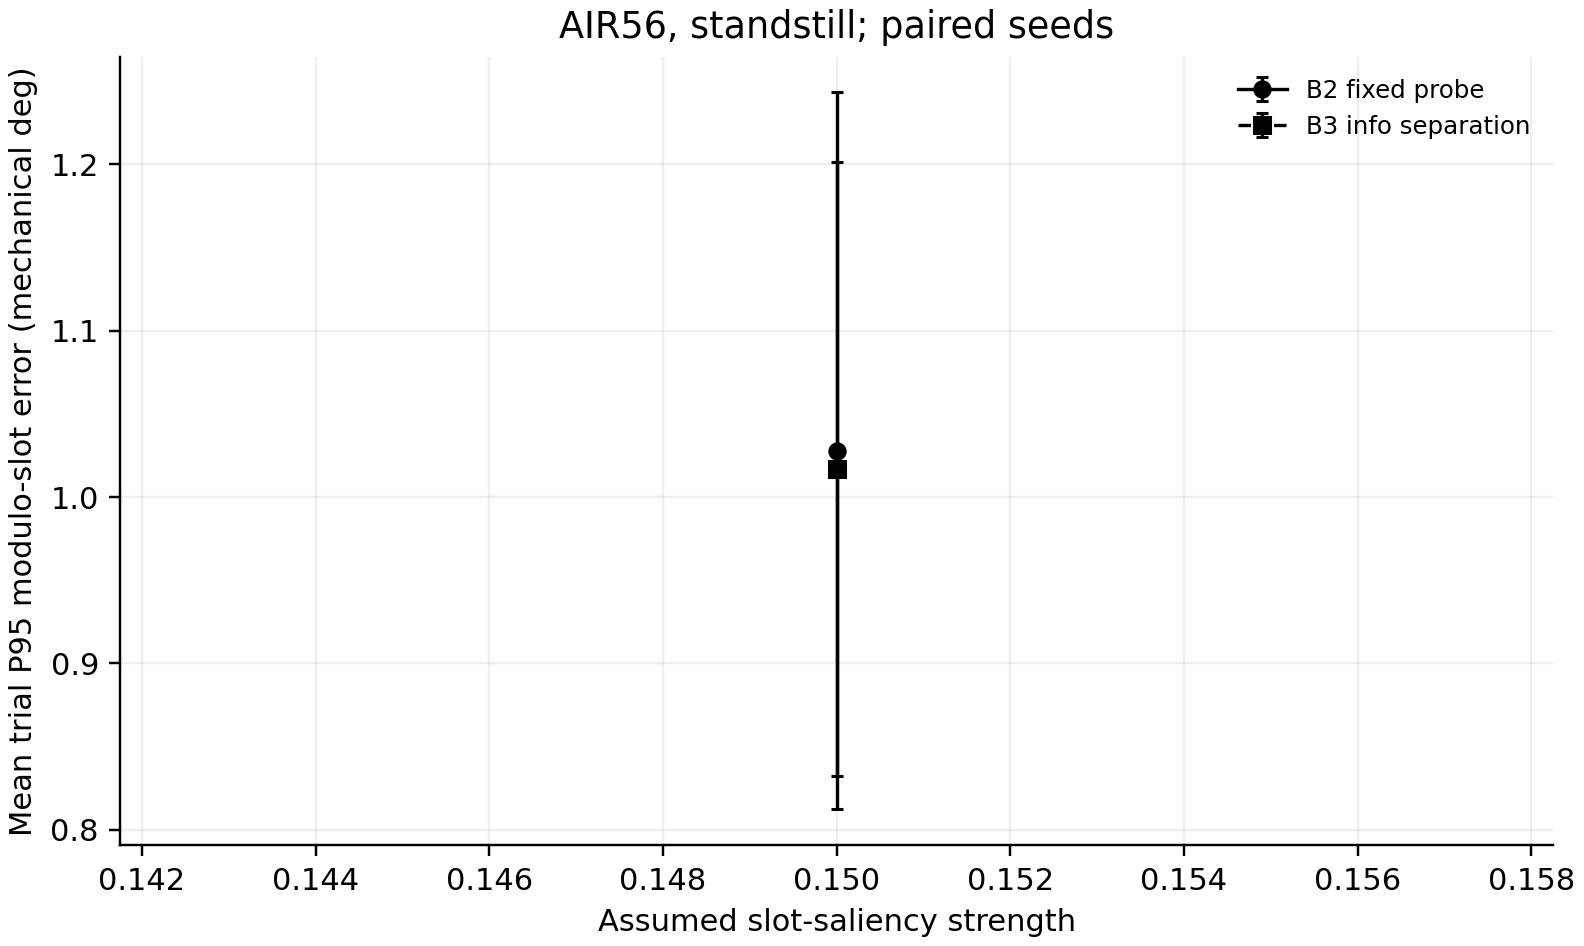 AIR56, standstill; paired seeds
B2 fixed probe
B3 info separation
Mean trial P95 modulo-slot error (mechanical deg)
1.2
1.1
1.0
0.9
0.8
0.142 0.144 0.146 0.148 0.150 0.152 0.154 0.156 0.158
Assumed slot-saliency strength